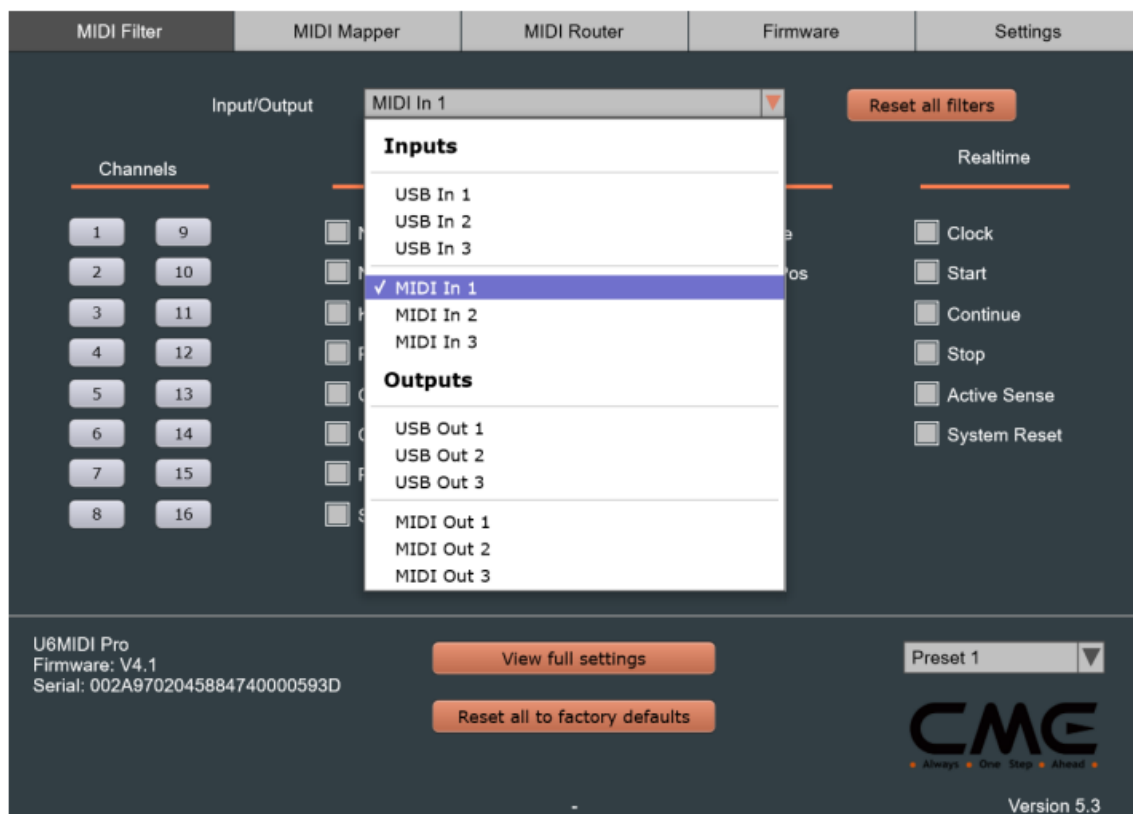 MIDI Filter
MIDI Mapper
MIDI Router
Firmware
Settings
Input/Output
MIDI In 1
Reset all filters
Inputs
USB In 1
USB In 2
USB In 3
✓ MIDI In 1
MIDI In 2
MIDI In 3
Outputs
USB Out 1
USB Out 2
USB Out 3
MIDI Out 1
MIDI Out 2
MIDI Out 3
Channels
1 9
2 10
3 11
4 12
5 13
6 14
7 15
8 16
Realtime
Clock
Start
Continue
Stop
Active Sense
System Reset
U6MIDI Pro
Firmware: V4.1
Serial: 002A9702045884740000593D
View full settings
Reset all to factory defaults
Preset 1
CME
Always One Step Ahead
-
Version 5.3